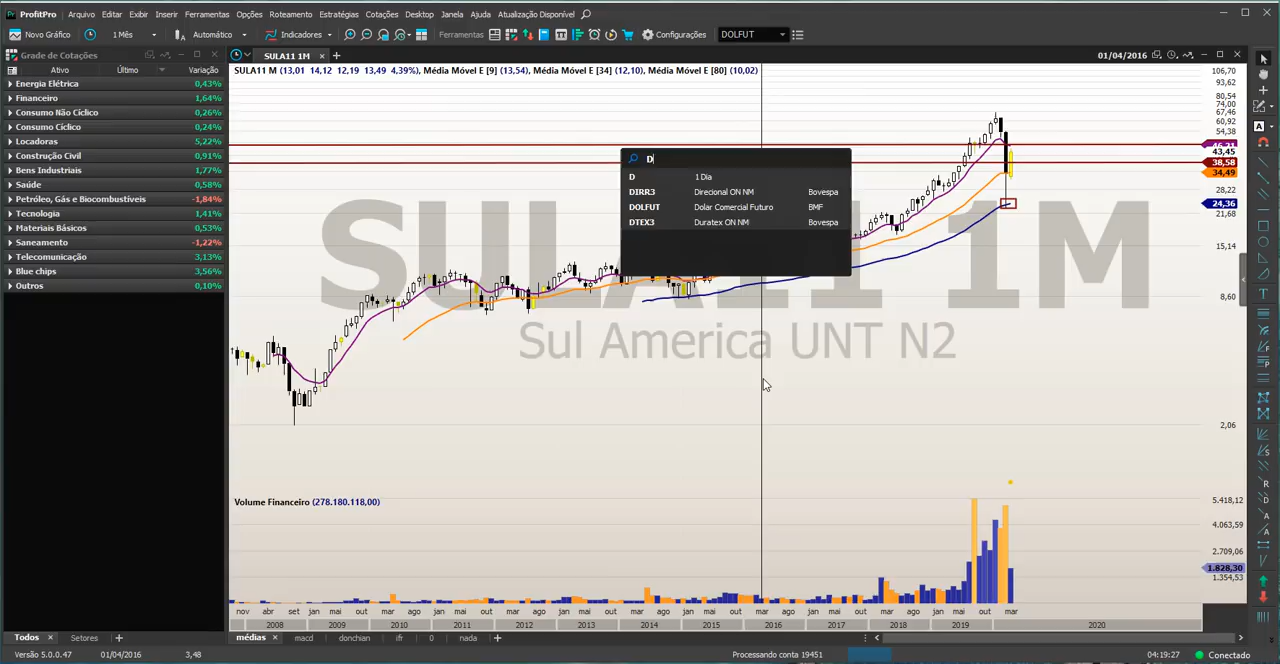 ProfitPro Arquivo Editar Exibir Inserir Ferramentas Opções Roteamento Estratégias Cotações Desktop Janela Ajuda Atualização Disponível
Novo Gráfico 1 Mês Automático Indicadores Ferramentas Configurações DOLFUT
Grade de Cotações
SULA11 1M
01/04/2016
Ativo Último Variação
Energia Elétrica 0,43%
Financeiro 1,64%
Consumo Não Cíclico 0,26%
Consumo Cíclico 0,24%
Locadoras 5,22%
Construição Civil 0,91%
Bens Industriais 1,77%
Saúde 0,58%
Petróleo, Gás e Biocombustíveis -1,84%
Tecnologia 1,41%
Materiais Básicos 0,53%
Saneamento -1,22%
Telecomunicação 3,13%
Blue chips 3,56%
Outros 0,10%
SULA11 M (13,01 14,12 12,19 13,49 4,39%), Média Móvel E [9] (13,54), Média Móvel E [34] (12,10), Média Móvel E [80] (10,02)
D
D 1 Dia
DIRR3 Direcional ON NM Bovespa
DOLFUT Dolar Comercial Futuro BMF
DTEX3 Duratex ON NM Bovespa
SULA11 1M
Sul America UNT N2
106,70
93,62
80,54
74,00
67,46
60,92
54,38
43,45
38,58
34,49
28,22
24,36
21,68
15,14
8,60
2,06
Volume Financeiro (278.180.118,00)
5.418,12
4.063,59
2.709,06
1.828,30
1.354,53
nov abr set jan mai out jan mai ago out mar ago dez mai ago dez mar jul out jan mai ago out mar jul out jan mai out mar jul dez mai ago dez mar ago jan mai out mar
2008 2009 2010 2011 2012 2013 2014 2015 2016 2017 2018 2019 2020
Todos Setores
médias macd donchian ifr 0 nada
Versão 5.0.0.47 01/04/2016 3,48 Processando conta 19451 04:19:27 Conectado